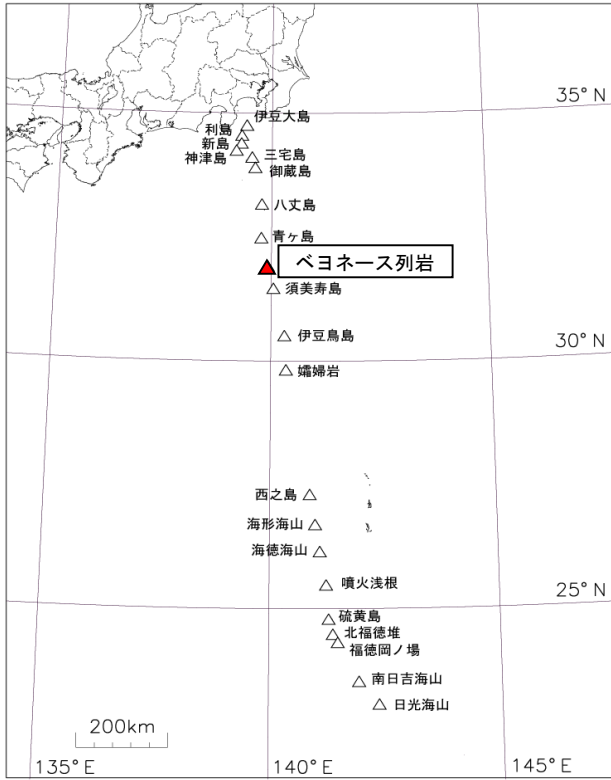 35°N
伊豆大島
利島
新島
神津島
三宅島
御蔵島
八丈島
青ヶ島
ベヨネース列岩
須美寿島
伊豆鳥島
30°N
孀婦岩
西之島
海形海山
海徳海山
噴火浅根
25°N
硫黄島
北福徳堆
福徳岡ノ場
南日吉海山
日光海山
200km
135°E
140°E
145°E